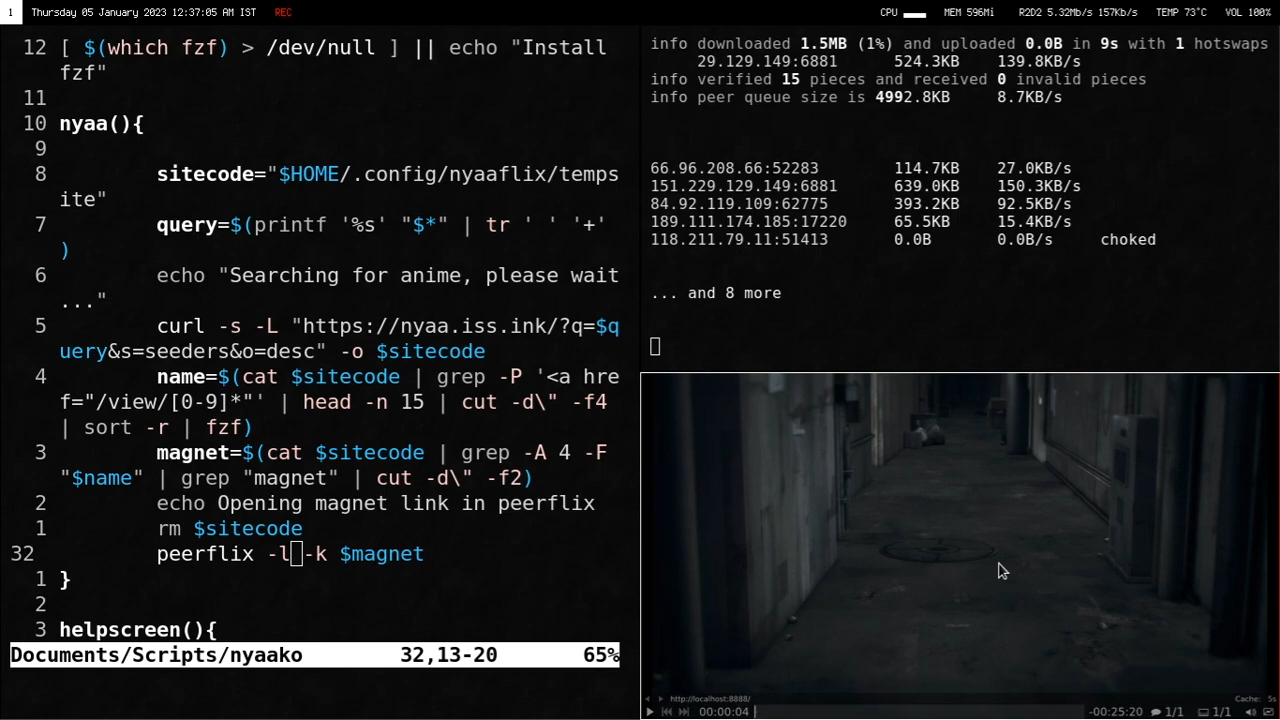 1 Thursday 05 January 2023 12:37:05 AM IST REC CPU MEM 596Mi R2D2 5.32Mb/s 157Kb/s TEMP 73°C VOL 100%
12 [ $(which fzf) > /dev/null ] || echo "Install
fzf"
11
10 nyaa(){
9
8 sitecode="$HOME/.config/nyaaflix/temps
ite"
7 query=$(printf '%s' "$*" | tr ' ' '+'
)
6 echo "Searching for anime, please wait
..."
5 curl -s -L "https://nyaa.iss.ink/?q=$q
uery&s=seeders&o=desc" -o $sitecode
4 name=$(cat $sitecode | grep -P '<a hre
f="/view/[0-9]*"' | head -n 15 | cut -d\" -f4
| sort -r | fzf)
3 magnet=$(cat $sitecode | grep -A 4 -F
"$name" | grep "magnet" | cut -d\" -f2)
2 echo Opening magnet link in peerflix
1 rm $sitecode
32 peerflix -l -k $magnet
1 }
2
3 helpscreen(){
Documents/Scripts/nyaako 32,13-20 65%
info downloaded 1.5MB (1%) and uploaded 0.0B in 9s with 1 hotswaps
29.129.149:6881 524.3KB 139.8KB/s
info verified 15 pieces and received 0 invalid pieces
info peer queue size is 4992.8KB 8.7KB/s
66.96.208.66:52283 114.7KB 27.0KB/s
151.229.129.149:6881 639.0KB 150.3KB/s
84.92.119.109:62775 393.2KB 92.5KB/s
189.111.174.185:17220 65.5KB 15.4KB/s
118.211.79.11:51413 0.0B 0.0B/s choked
... and 8 more
http://localhost:8888/ Cache: 5s
00:00:04 -00:25:20 1/1 1/1